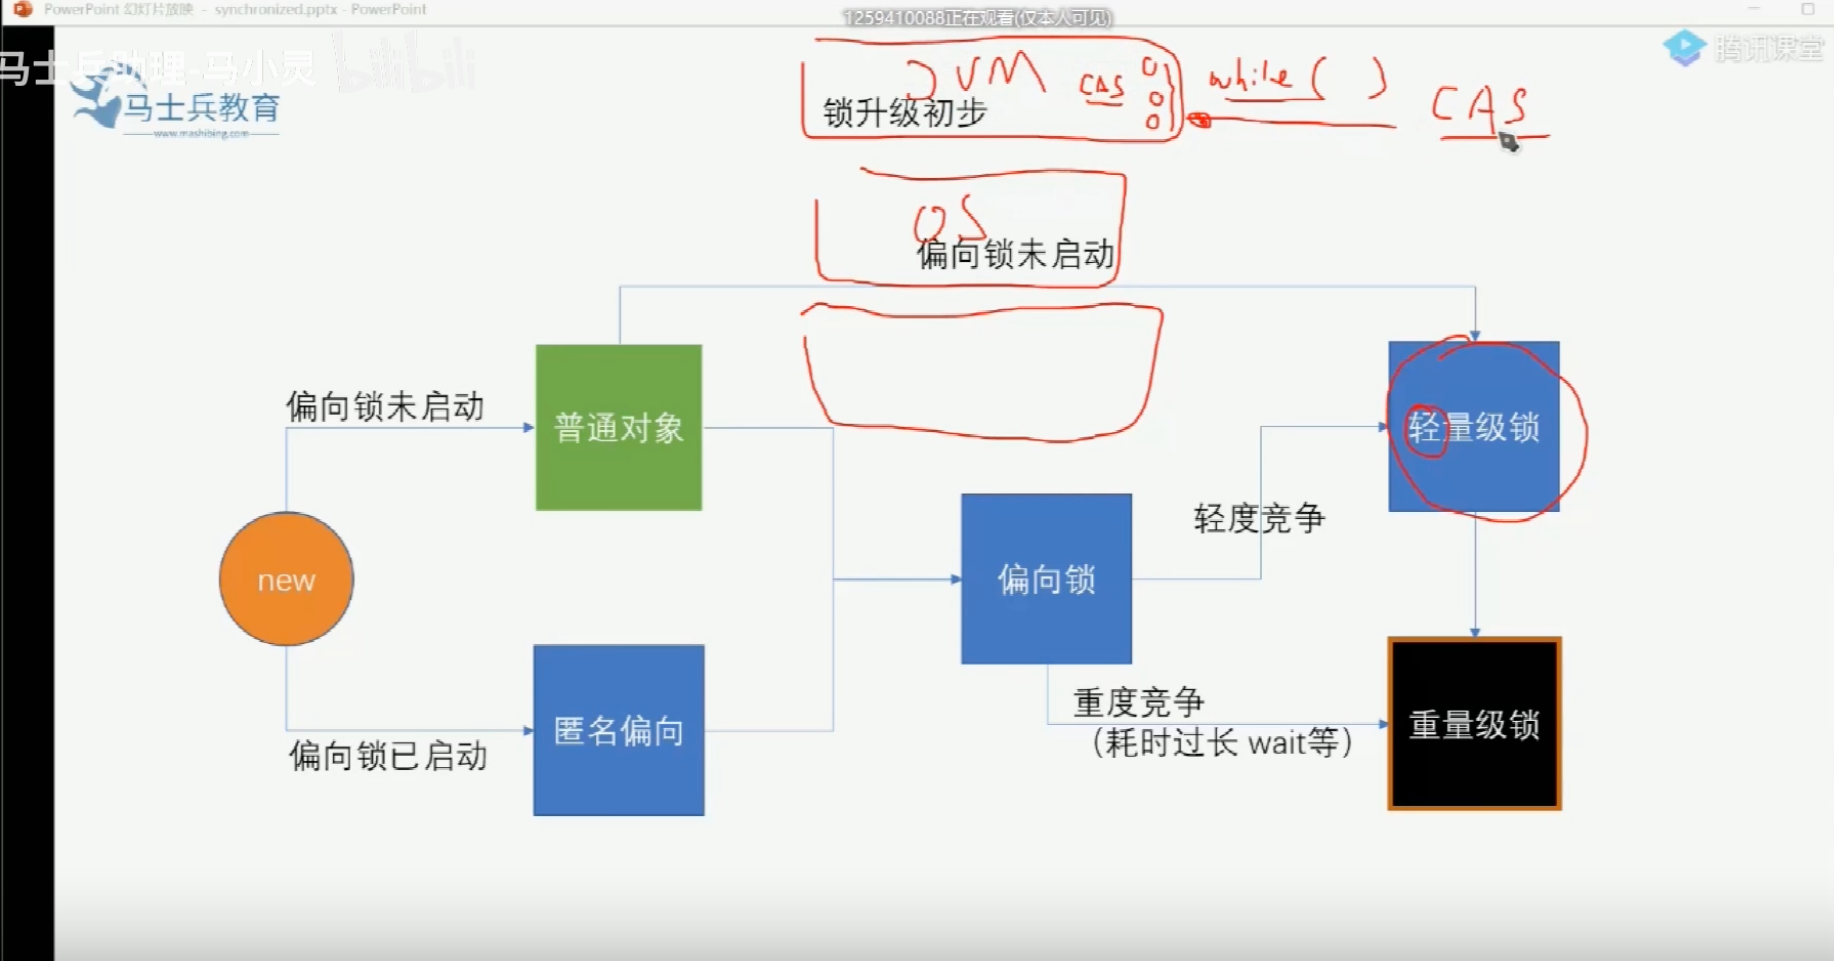 PowerPoint 幻灯片放映 - synchronized.pptx - PowerPoint
1259410088正在观看(仅本人可见)
马士兵助理-马小灵
bilibili
腾讯课堂
马士兵教育
www.mashibing.com
JVM CAS
while( )
CAS
锁升级初步
OS
偏向锁未启动
偏向锁未启动
普通对象
轻量级锁
轻度竞争
new
偏向锁
匿名偏向
重度竞争
（耗时过长 wait等）
重量级锁
偏向锁已启动